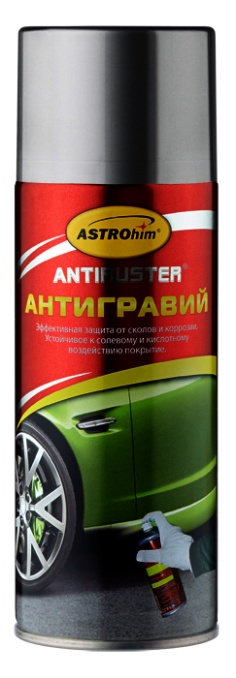 ASTROhim®
ANTIRUSTER®
АНТИГРАВИЙ
Эффективная защита от сколов и коррозии.
Устойчивое к солевому и кислотному
воздействию покрытие.